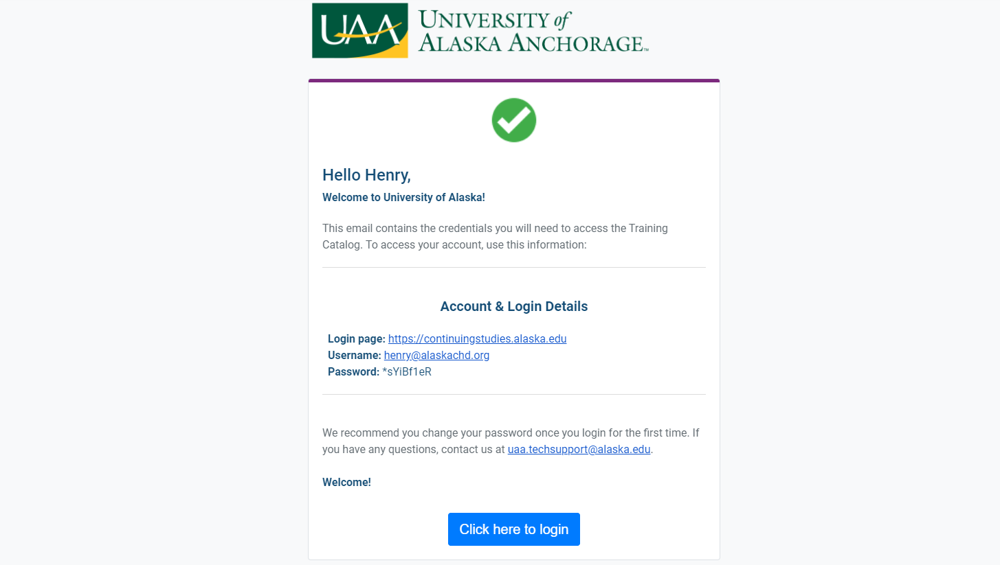 UAA
UNIVERSITY of
ALASKA ANCHORAGE™
Hello Henry,
Welcome to University of Alaska!
This email contains the credentials you will need to access the Training
Catalog. To access your account, use this information:
Account & Login Details
Login page: https://continuingstudies.alaska.edu
Username: henry@alaskachd.org
Password: *sYiBf1eR
We recommend you change your password once you login for the first time. If
you have any questions, contact us at uaa.techsupport@alaska.edu.
Welcome!
Click here to login